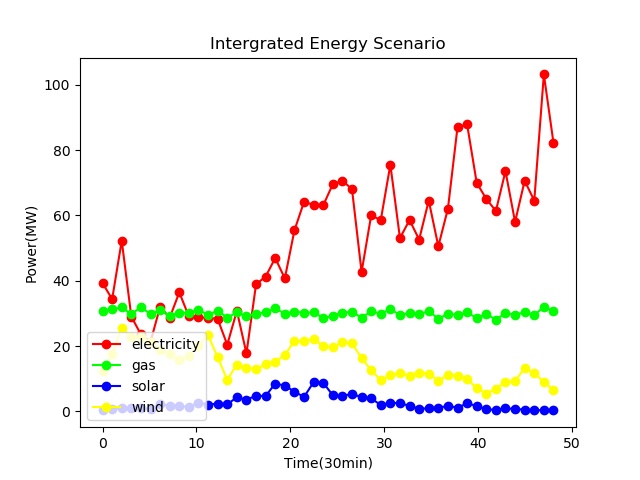 Intergrated Energy Scenario
Power(MW)
100
80
60
40
20
0
electricity
gas
solar
wind
0 10 20 30 40 50
Time(30min)